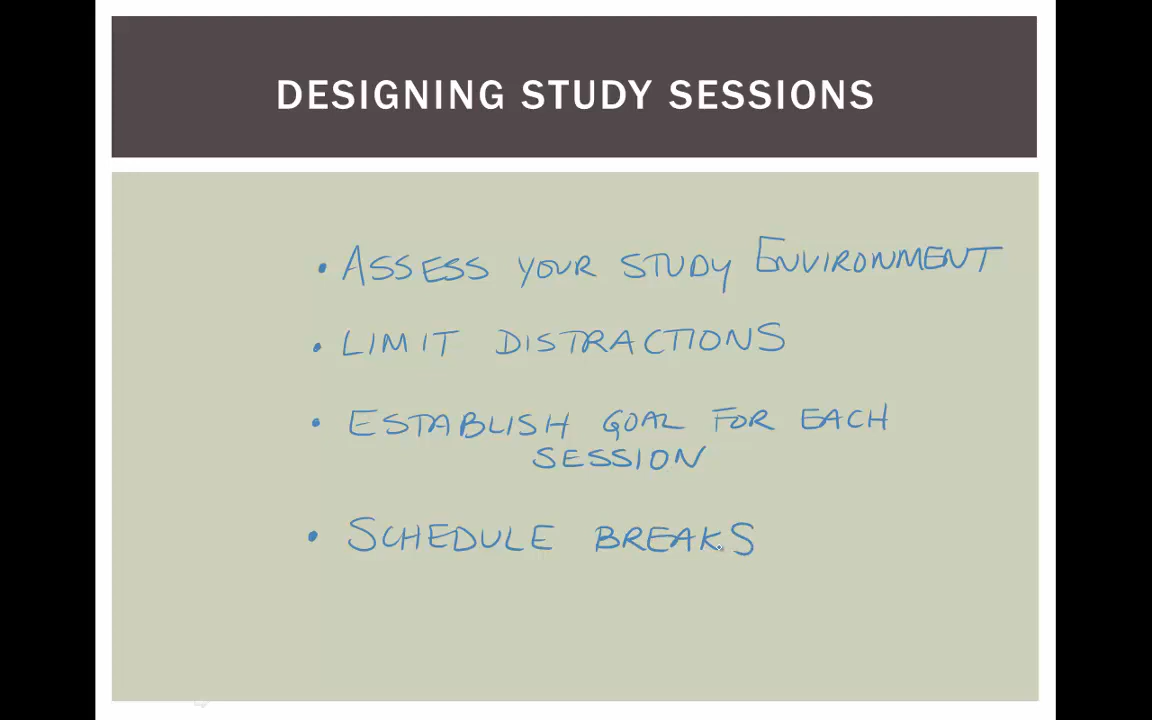 DESIGNING STUDY SESSIONS
• ASSESS YOUR STUDY ENVIRONMENT
• LIMIT DISTRACTIONS
• ESTABLISH GOAL FOR EACH
SESSION
• SCHEDULE BREAKS